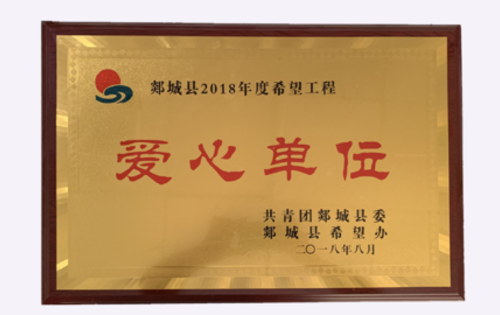 郯城县2018年度希望工程
爱心单位
共青团郯城县委
郯城县希望办
二〇一八年八月